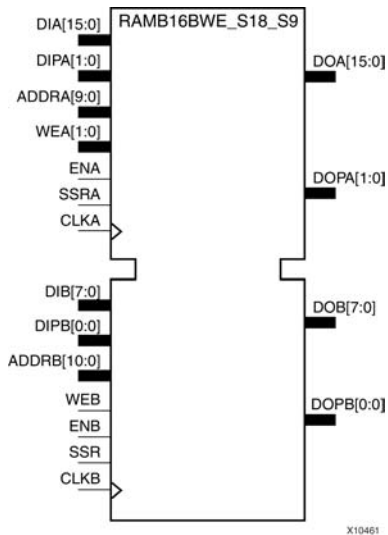 RAMB16BWE_S18_S9
DIA[15:0]
DIPA[1:0]
ADDRA[9:0]
WEA[1:0]
ENA
SSRA
CLKA
DOA[15:0]
DOPA[1:0]
DIB[7:0]
DIPB[0:0]
ADDRB[10:0]
WEB
ENB
SSR
CLKB
DOB[7:0]
DOPB[0:0]
X10461